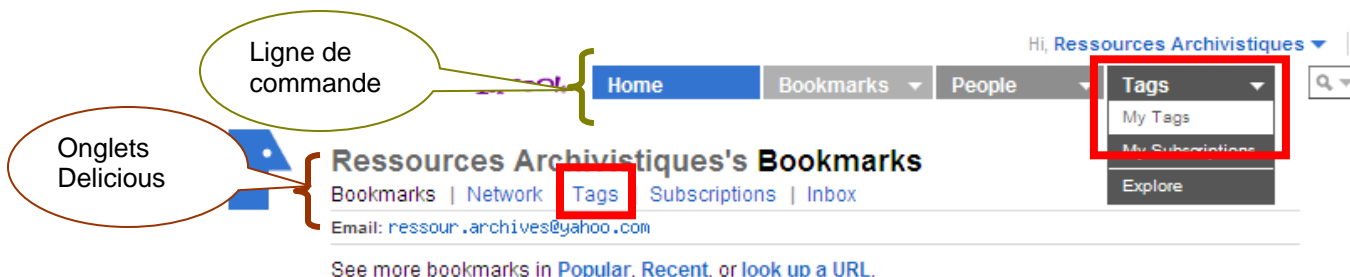 Ligne de
commande
Hi, Ressources Archivistiques
Home Bookmarks People Tags
My Tags
My Subscriptions
Explore
Onglets
Delicious
Ressources Archivistiques's Bookmarks
Bookmarks | Network Tags | Subscriptions | Inbox
Email: ressour.archives@yahoo.com
See more bookmarks in Popular, Recent, or look up a URL.